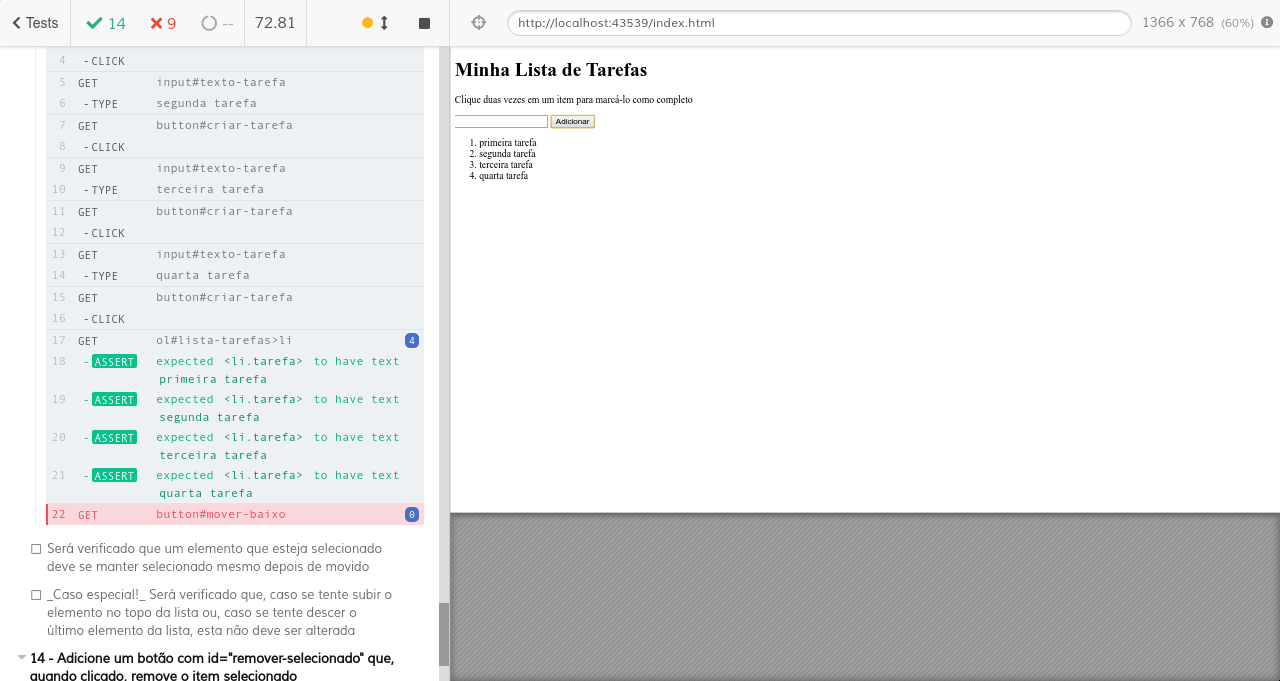 Tests 14 9 -- 72.81
http://localhost:43539/index.html 1366 x 768 (60%)
4 -CLICK
5 GET input#texto-tarefa
6 -TYPE segunda tarefa
7 GET button#criar-tarefa
8 -CLICK
9 GET input#texto-tarefa
10 -TYPE terceira tarefa
11 GET button#criar-tarefa
12 -CLICK
13 GET input#texto-tarefa
14 -TYPE quarta tarefa
15 GET button#criar-tarefa
16 -CLICK
17 GET ol#lista-tarefas>li 4
18 -ASSERT expected <li.tarefa> to have text
primeira tarefa
19 -ASSERT expected <li.tarefa> to have text
segunda tarefa
20 -ASSERT expected <li.tarefa> to have text
terceira tarefa
21 -ASSERT expected <li.tarefa> to have text
quarta tarefa
22 GET button#mover-baixo 0
Será verificado que um elemento que esteja selecionado
deve se manter selecionado mesmo depois de movido
_Caso especial!_ Será verificado que, caso se tente subir o
elemento no topo da lista ou, caso se tente descer o
último elemento da lista, esta não deve ser alterada
14 - Adicione um botão com id="remover-selecionado" que,
quando clicado, remove o item selecionado
Minha Lista de Tarefas
Clique duas vezes em um item para marcá-lo como completo
Adicionar
1. primeira tarefa
2. segunda tarefa
3. terceira tarefa
4. quarta tarefa